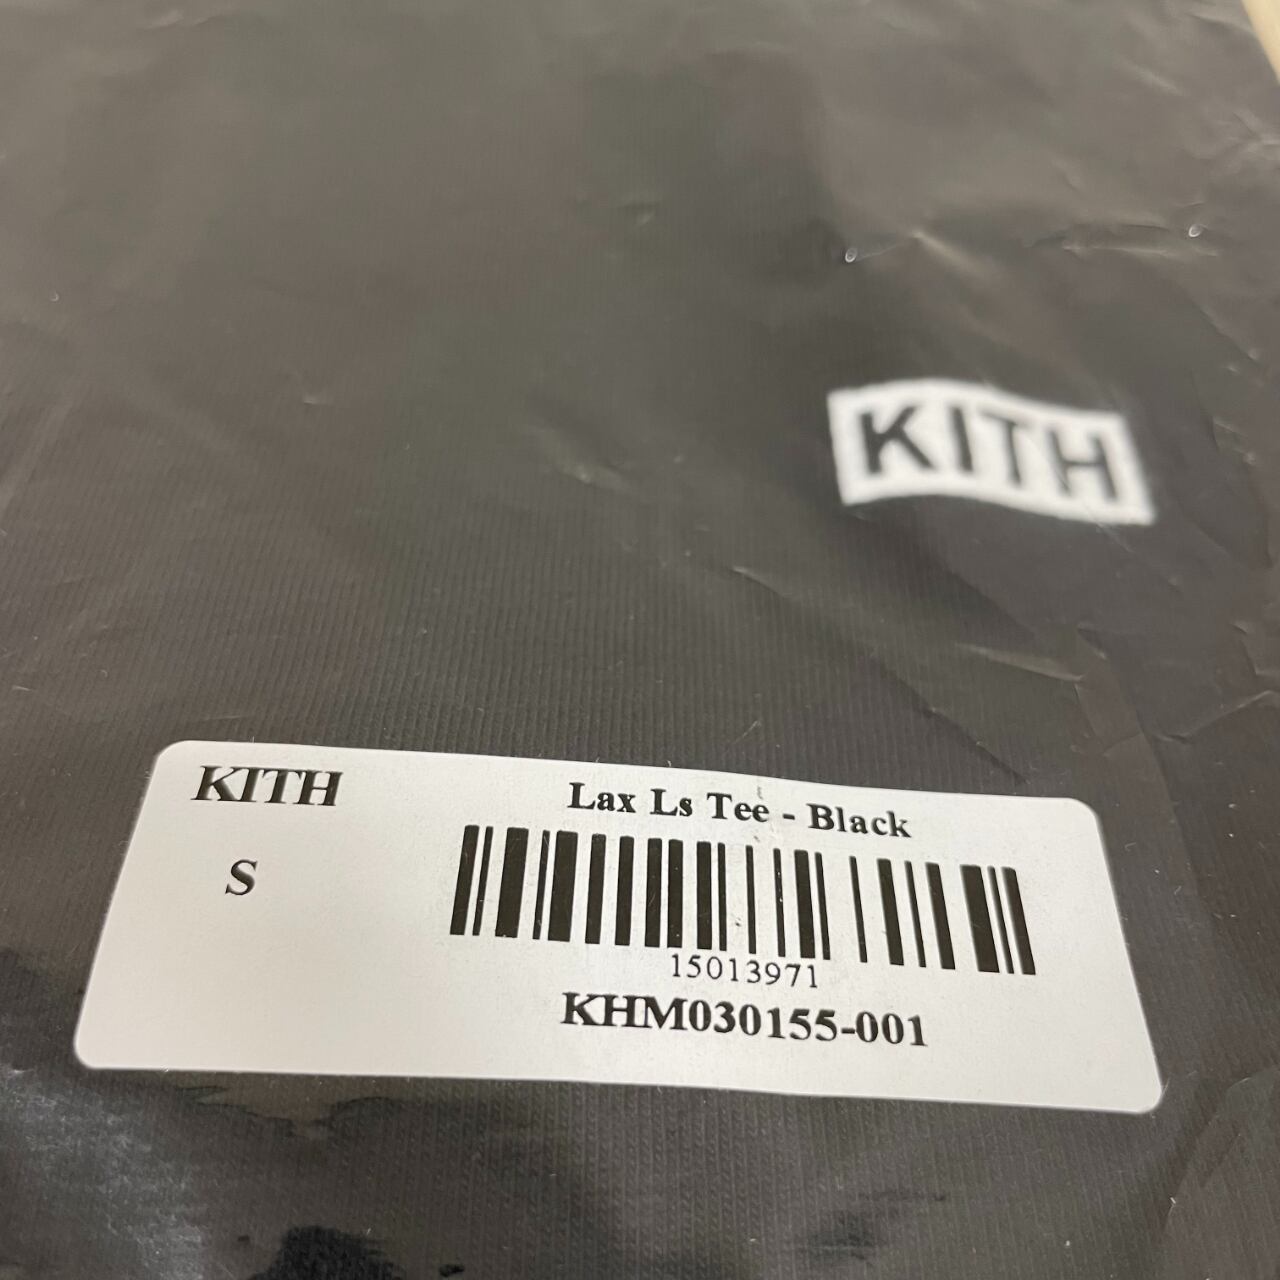 KITH
KITH
Lax Ls Tee - Black
S
15013971
KHM030155-001